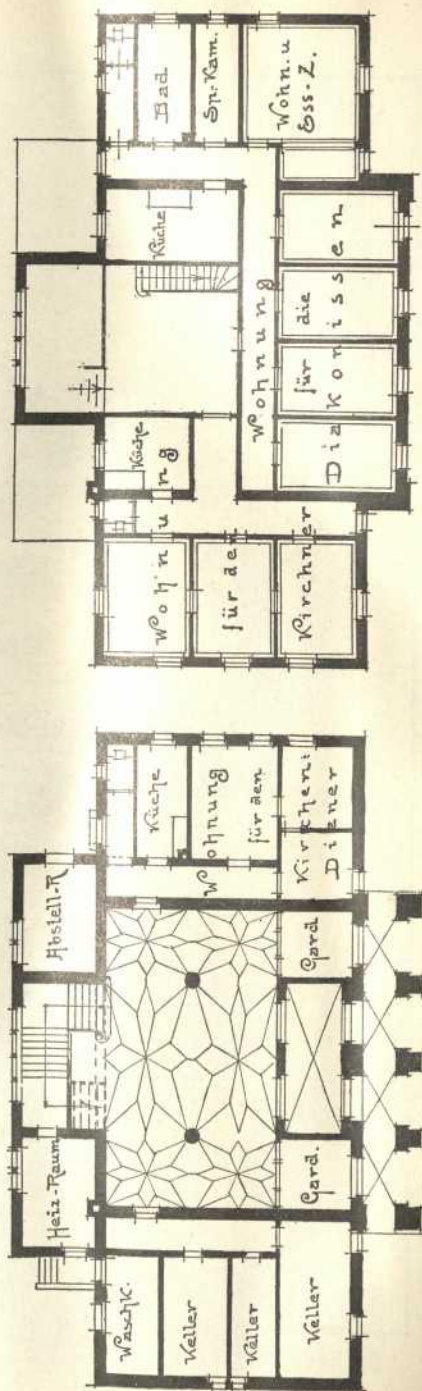 Bad
Sp.-Kam.
Wohn. u
Ess-Z.
Küche
Küche
Wohnung
für die
Diakonissen
Wohnung
für den
Kirchner
Abstell-R
Küche
Wohnung
für den
Kirchen-
Diener
Heiz-Raum
Gard
Gard.
Waschk.
Keller
Keller
Keller